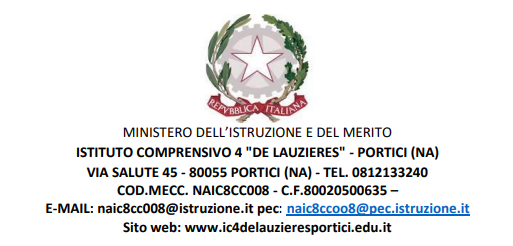 REPVBBLICA ITALIANA
MINISTERO DELL'ISTRUZIONE E DEL MERITO
ISTITUTO COMPRENSIVO 4 "DE LAUZIERES" - PORTICI (NA)
VIA SALUTE 45 - 80055 PORTICI (NA) - TEL. 0812133240
COD.MECC. NAIC8CC008 - C.F.80020500635 –
E-MAIL: naic8cc008@istruzione.it pec: naic8ccoo8@pec.istruzione.it
Sito web: www.ic4delauzieresportici.edu.it